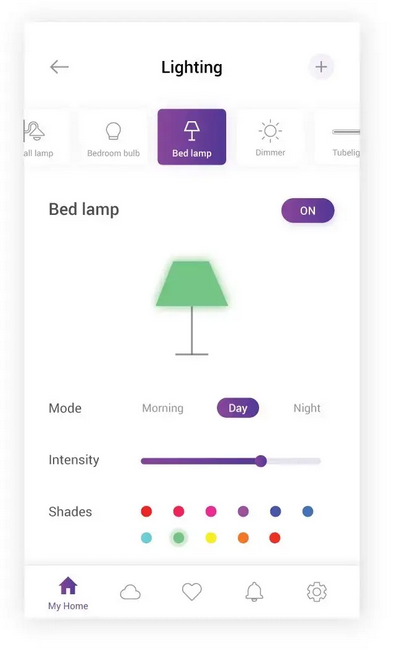 Lighting
all lamp
Bedroom bulb
Bed lamp
Dimmer
Tubelig
Bed lamp
ON
Mode
Morning
Day
Night
Intensity
Shades
My Home